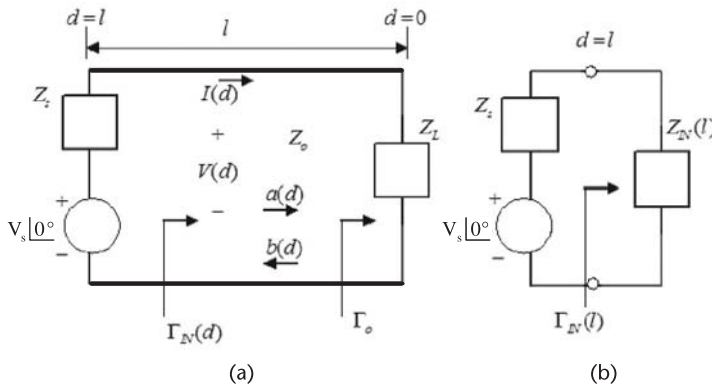 d=l
l
d=0
Z_s
I(d)
+
Z_o
V(d)
Z_L
+
V_s|0°
−
−
a(d)
b(d)
Γ_IN(d)
Γ_o
(a)
d=l
Z_s
Z_IN(l)
+
V_s|0°
−
Γ_IN(l)
(b)